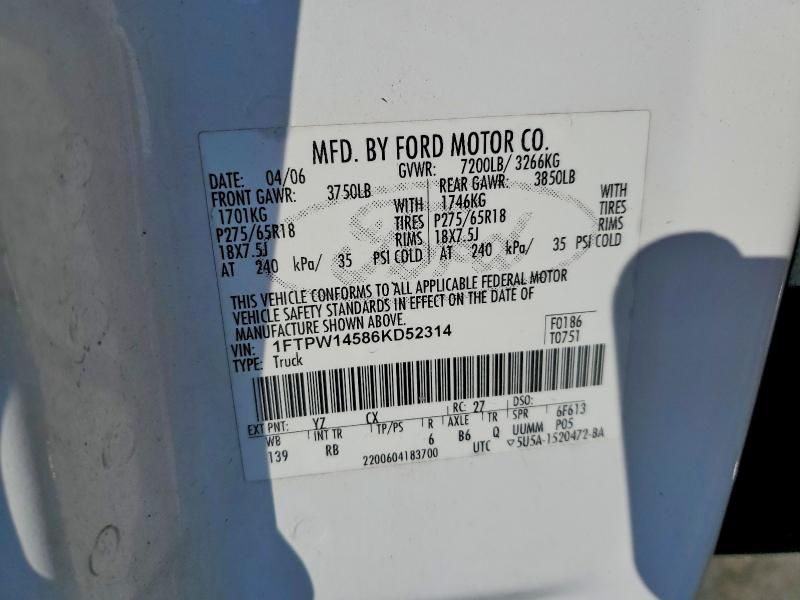 MFD. BY FORD MOTOR CO.
DATE: 04/06 GVWR: 7200LB/ 3266KG
FRONT GAWR: 3750LB REAR GAWR: 3850LB
1701KG WITH 1746KG WITH
P275/65R18 TIRES P275/65R18 TIRES
18X7.5J RIMS 18X7.5J RIMS
AT 240 kPa/ 35 PSI COLD AT 240 kPa/ 35 PSI COLD
Ford
THIS VEHICLE CONFORMS TO ALL APPLICABLE FEDERAL MOTOR
VEHICLE SAFETY STANDARDS IN EFFECT ON THE DATE OF
MANUFACTURE SHOWN ABOVE.
VIN: 1FTPW14586KD52314 F0186
TYPE: Truck T0751
EXT PNT: YZ CX RC: 27 DSO:
WB INT TR TP/PS R AXLE TR SPR 6F613
139 RB 6 B6 Q UUMM P05
2200604183700 UTC ▽5U5A-1520472-BA